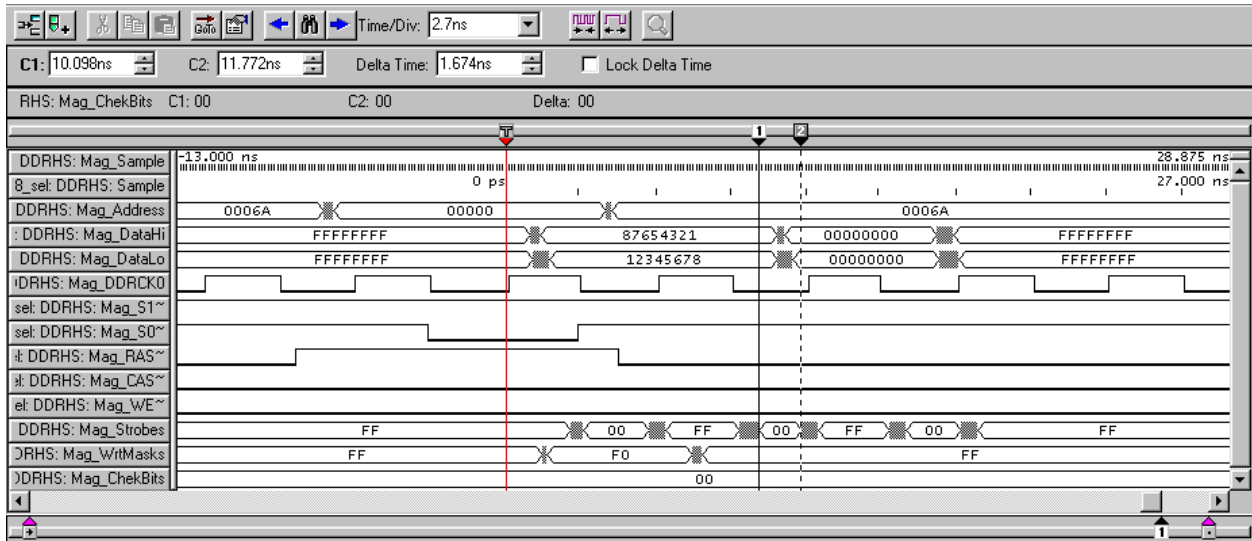 Goto Time/Div: 2.7ns
C1: 10.098ns C2: 11.772ns Delta Time: 1.674ns Lock Delta Time
RHS: Mag_ChekBits C1: 00 C2: 00 Delta: 00
T 1 2
DDRHS: Mag_Sample -13.000 ns 28.875 ns
8_sel: DDRHS: Sample 0 ps 27.000 ns
DDRHS: Mag_Address 0006A 00000 0006A
: DDRHS: Mag_DataHi FFFFFFFF 87654321 00000000 FFFFFFFF
DDRHS: Mag_DataLo FFFFFFFF 12345678 00000000 FFFFFFFF
DRHS: Mag_DDRCK0
sel: DDRHS: Mag_S1~
sel: DDRHS: Mag_S0~
l: DDRHS: Mag_RAS~
el: DDRHS: Mag_CAS~
el: DDRHS: Mag_WE~
DDRHS: Mag_Strobes FF 00 FF 00 FF 00 FF
DRHS: Mag_WrtMasks FF F0 FF
DDRHS: Mag_ChekBits 00
1